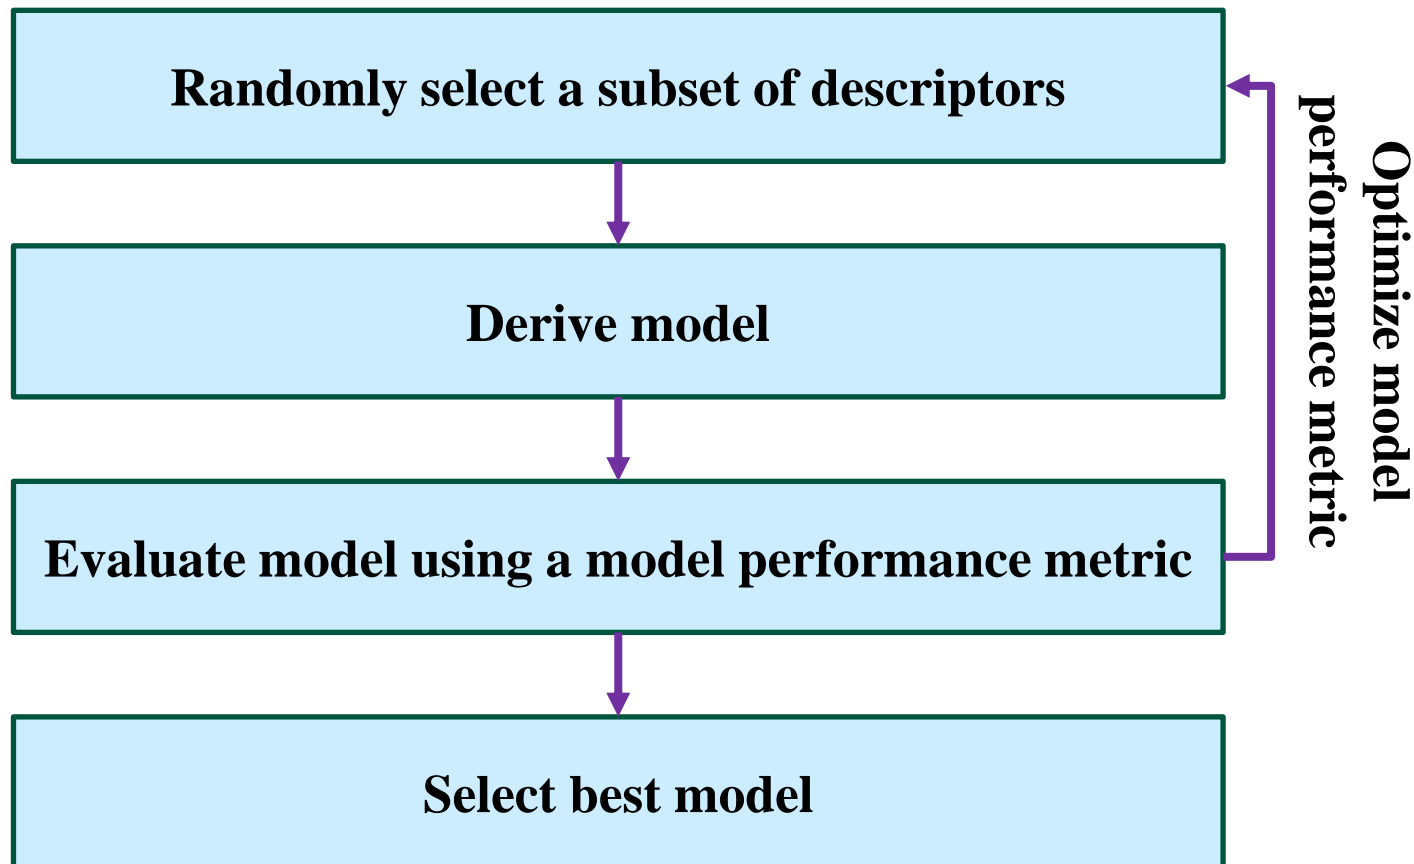 Randomly select a subset of descriptors
Derive model
Evaluate model using a model performance metric
Select best model
Optimize model
performance metric